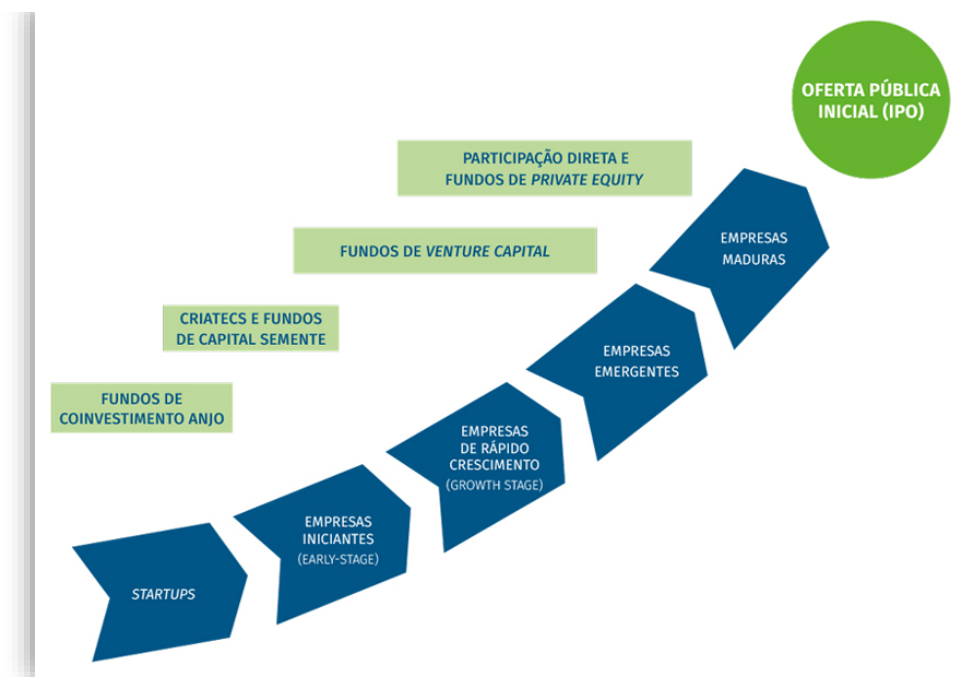 OFERTA PÚBLICA
INICIAL (IPO)
PARTICIPAÇÃO DIRETA E
FUNDOS DE PRIVATE EQUITY
FUNDOS DE VENTURE CAPITAL
CRIATECS E FUNDOS
DE CAPITAL SEMENTE
FUNDOS DE
COINVESTIMENTO ANJO
STARTUPS
EMPRESAS
INICIANTES
(EARLY-STAGE)
EMPRESAS
DE RÁPIDO
CRESCIMENTO
(GROWTH STAGE)
EMPRESAS
EMERGENTES
EMPRESAS
MADURAS